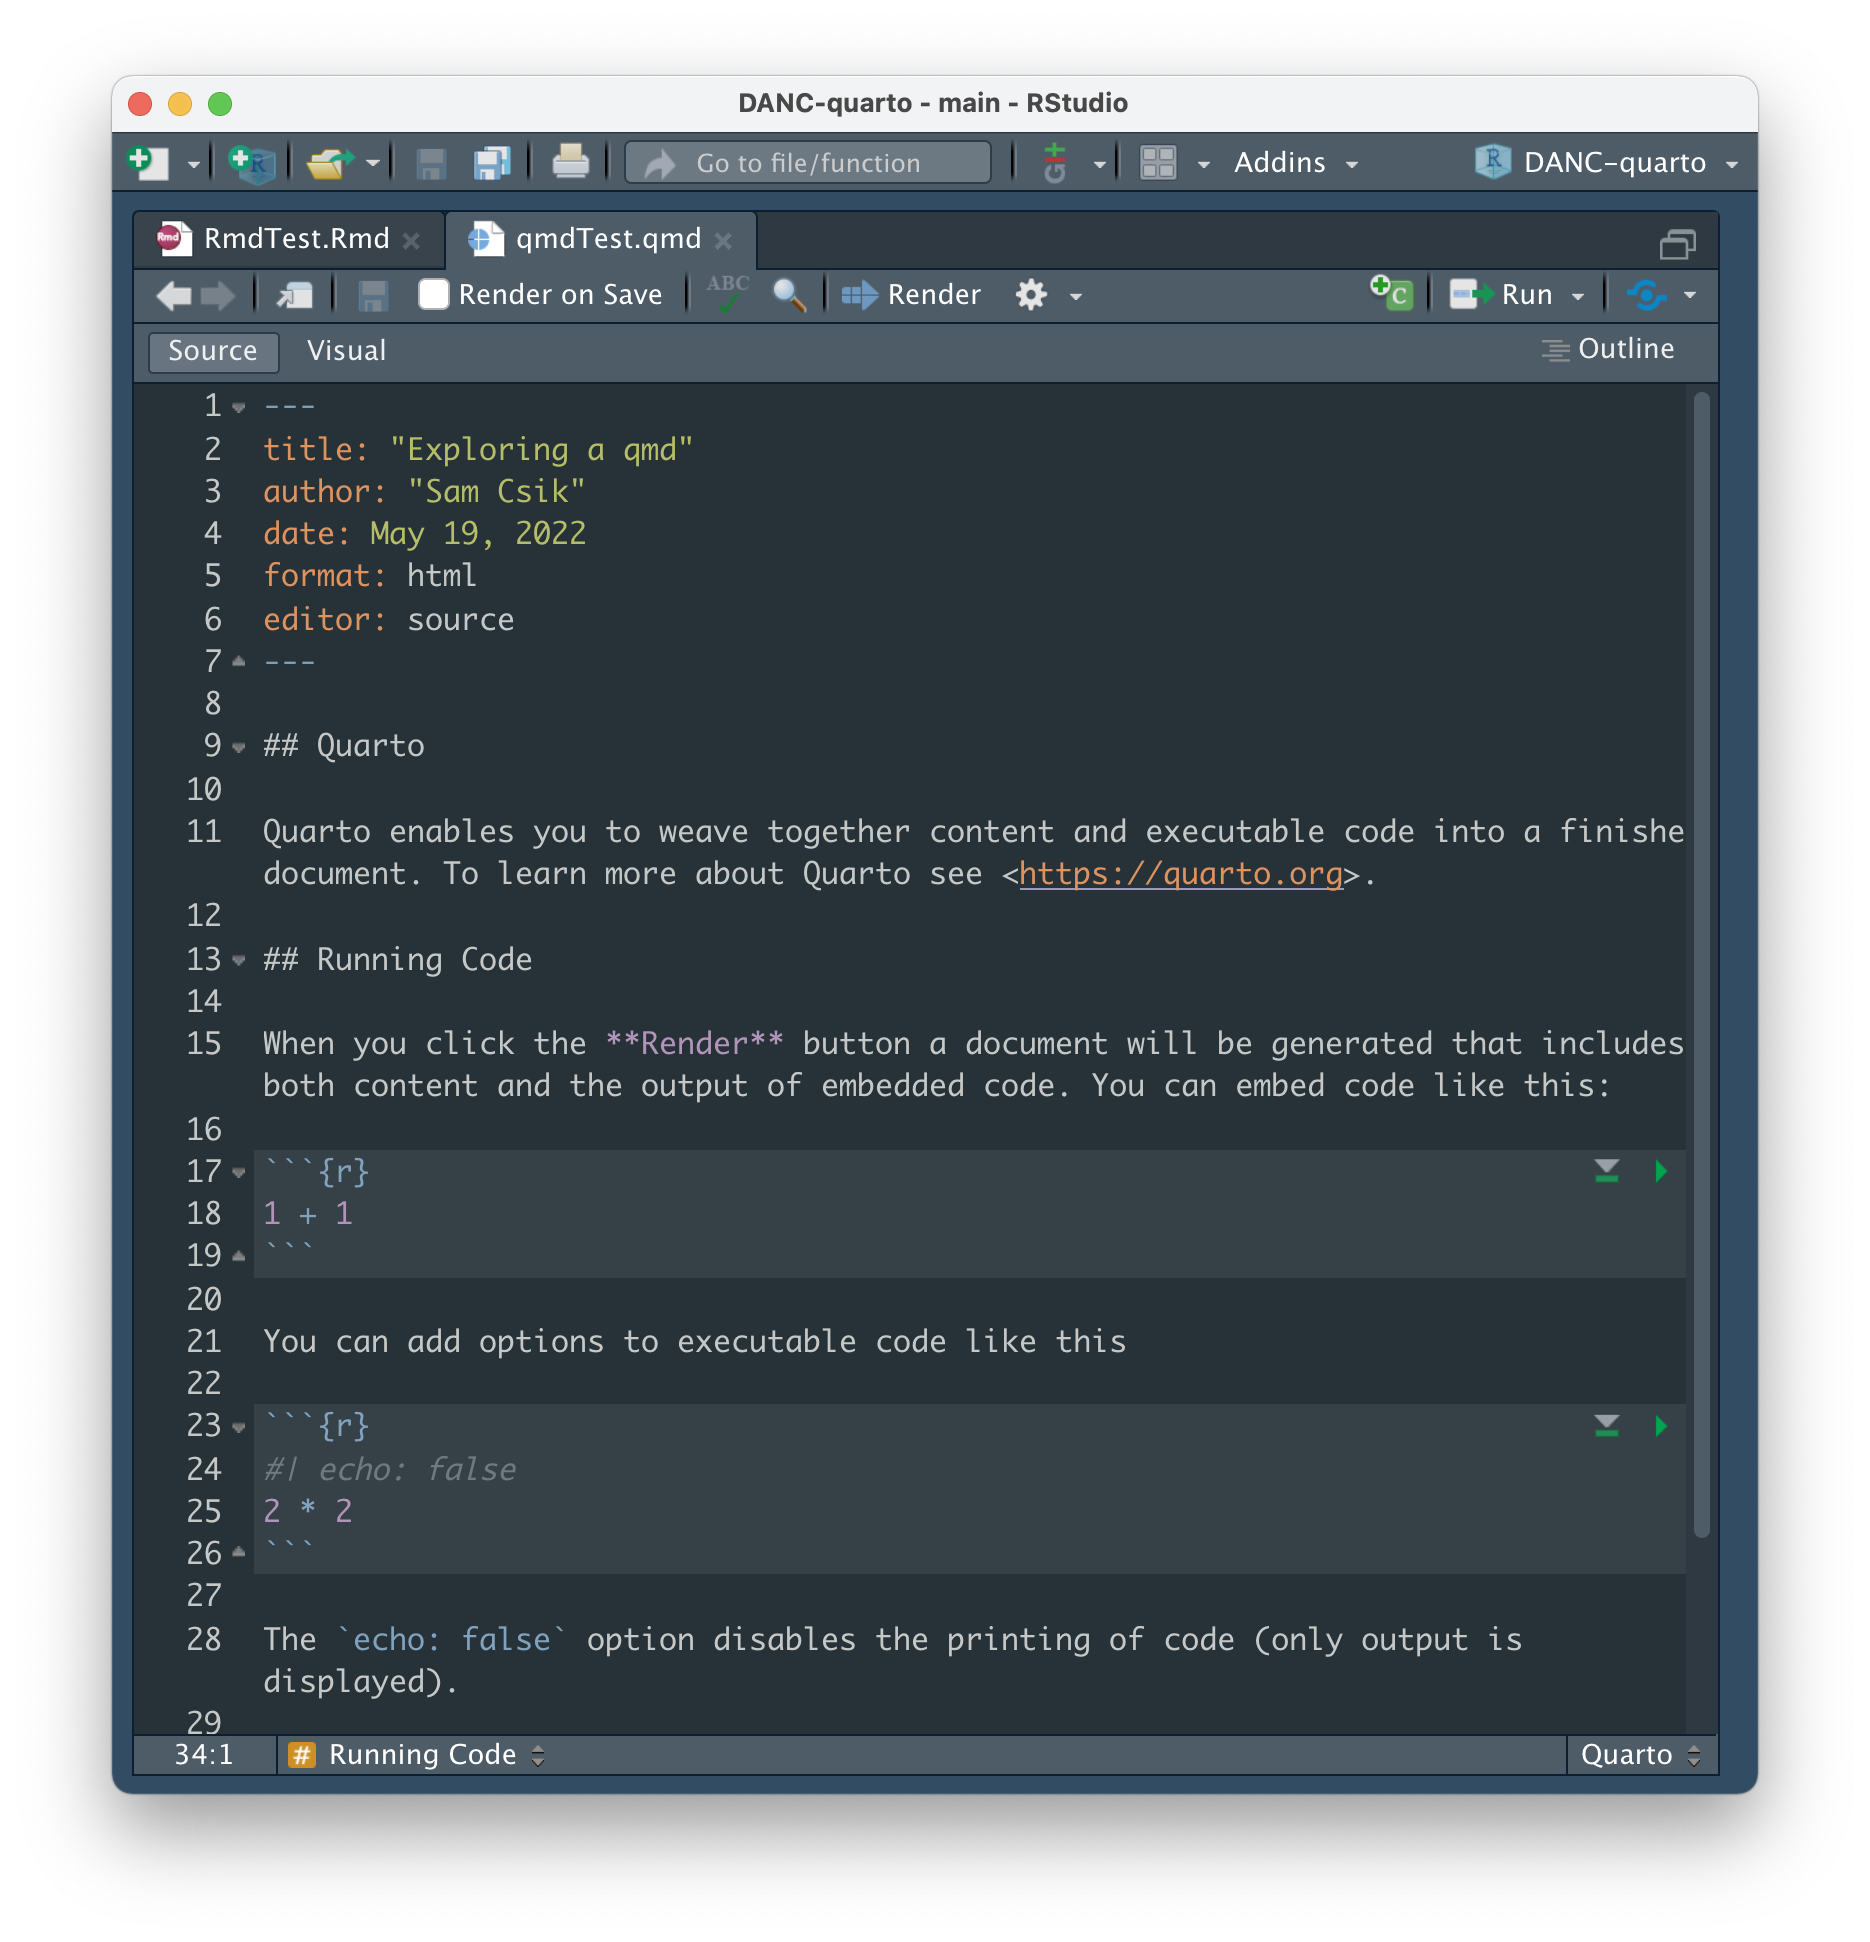 DANC-quarto - main - RStudio
Go to file/function
Addins
DANC-quarto
RmdTest.Rmd
qmdTest.qmd
Render on Save
ABC
Render
Run
Source
Visual
Outline
1 ---
2 title: "Exploring a qmd"
3 author: "Sam Csik"
4 date: May 19, 2022
5 format: html
6 editor: source
7 ---
8
9 ## Quarto
10
11 Quarto enables you to weave together content and executable code into a finishe
document. To learn more about Quarto see <https://quarto.org>.
12
13 ## Running Code
14
15 When you click the **Render** button a document will be generated that includes
both content and the output of embedded code. You can embed code like this:
16
17 ```{r}
18 1 + 1
19 ```
20
21 You can add options to executable code like this
22
23 ```{r}
24 #| echo: false
25 2 * 2
26 ```
27
28 The `echo: false` option disables the printing of code (only output is
displayed).
29
34:1
# Running Code
Quarto